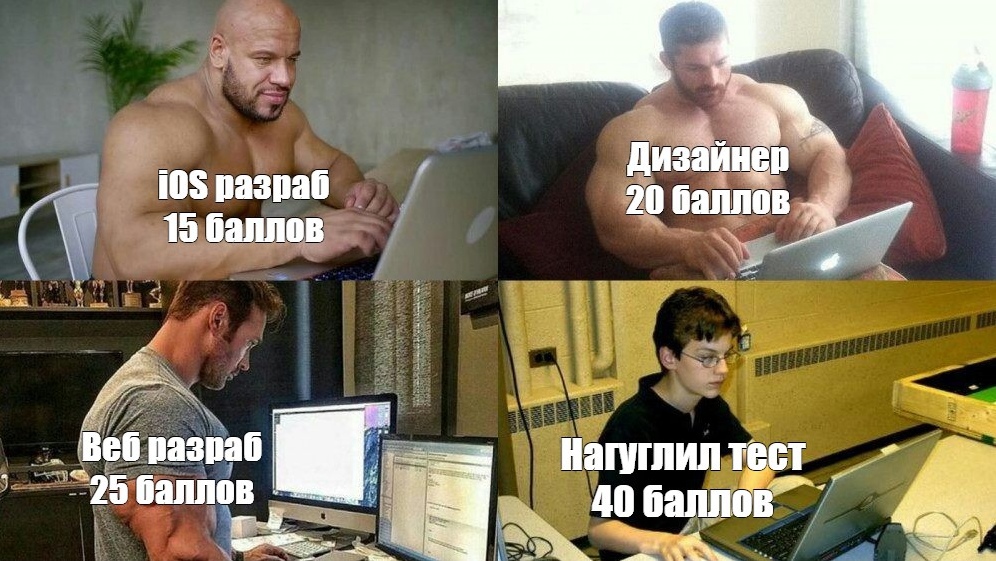 iOS разраб
15 баллов
Дизайнер
20 баллов
Веб разраб
25 баллов
Нагуглил тест
40 баллов